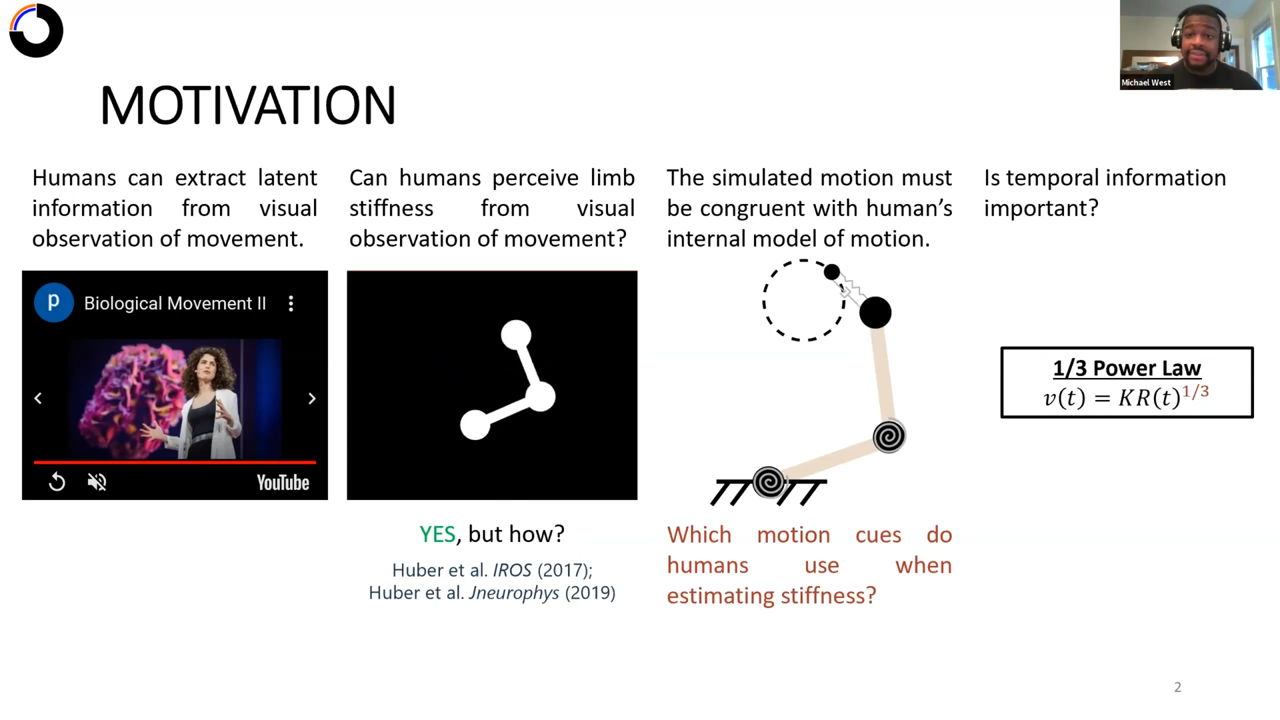 Michael West
MOTIVATION
Humans can extract latent
information from visual
observation of movement.
Can humans perceive limb
stiffness from visual
observation of movement?
The simulated motion must
be congruent with human's
internal model of motion.
Is temporal information
important?
p
Biological Movement II
YouTube
1/3 Power Law
v(t) = KR(t)^{1/3}
YES, but how?
Huber et al. IROS (2017);
Huber et al. Jneurophys (2019)
Which motion cues do
humans use when
estimating stiffness?
2